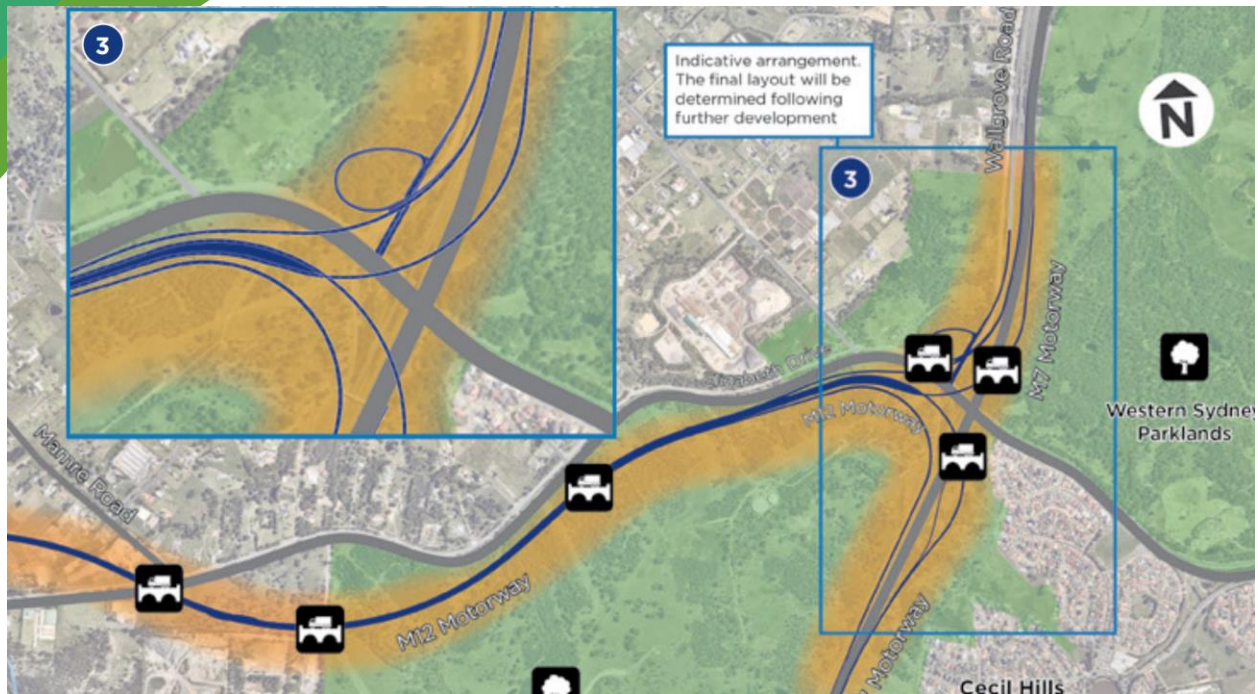 3
Indicative arrangement.
The final layout will be
determined following
further development
Wallgrove Road
N
3
M7 Motorway
Elizabeth Drive
M12 Motorway
Western Sydney
Parklands
Mamre Road
M12 Motorway
Motorway
Cecil Hills